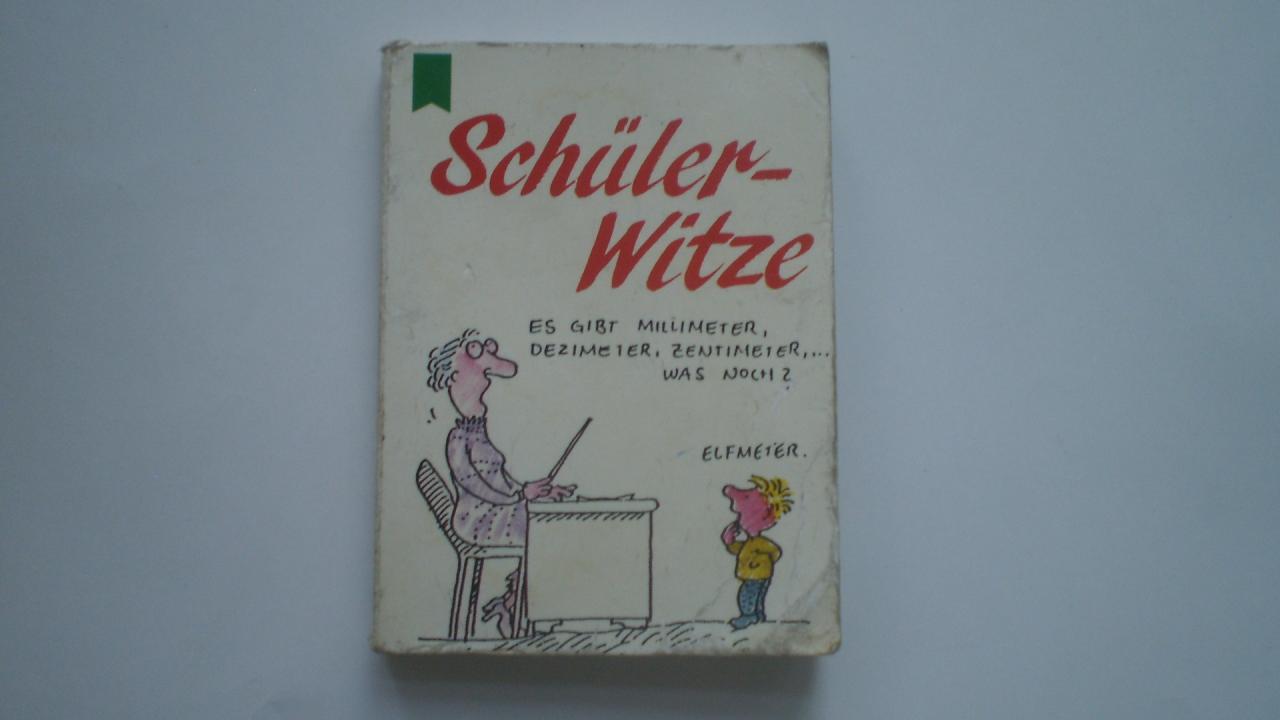 Schüler-
Witze
ES GIBT MILLIMETER,
DEZIMETER, ZENTIMETER,...
WAS NOCH?
ELFMETER.